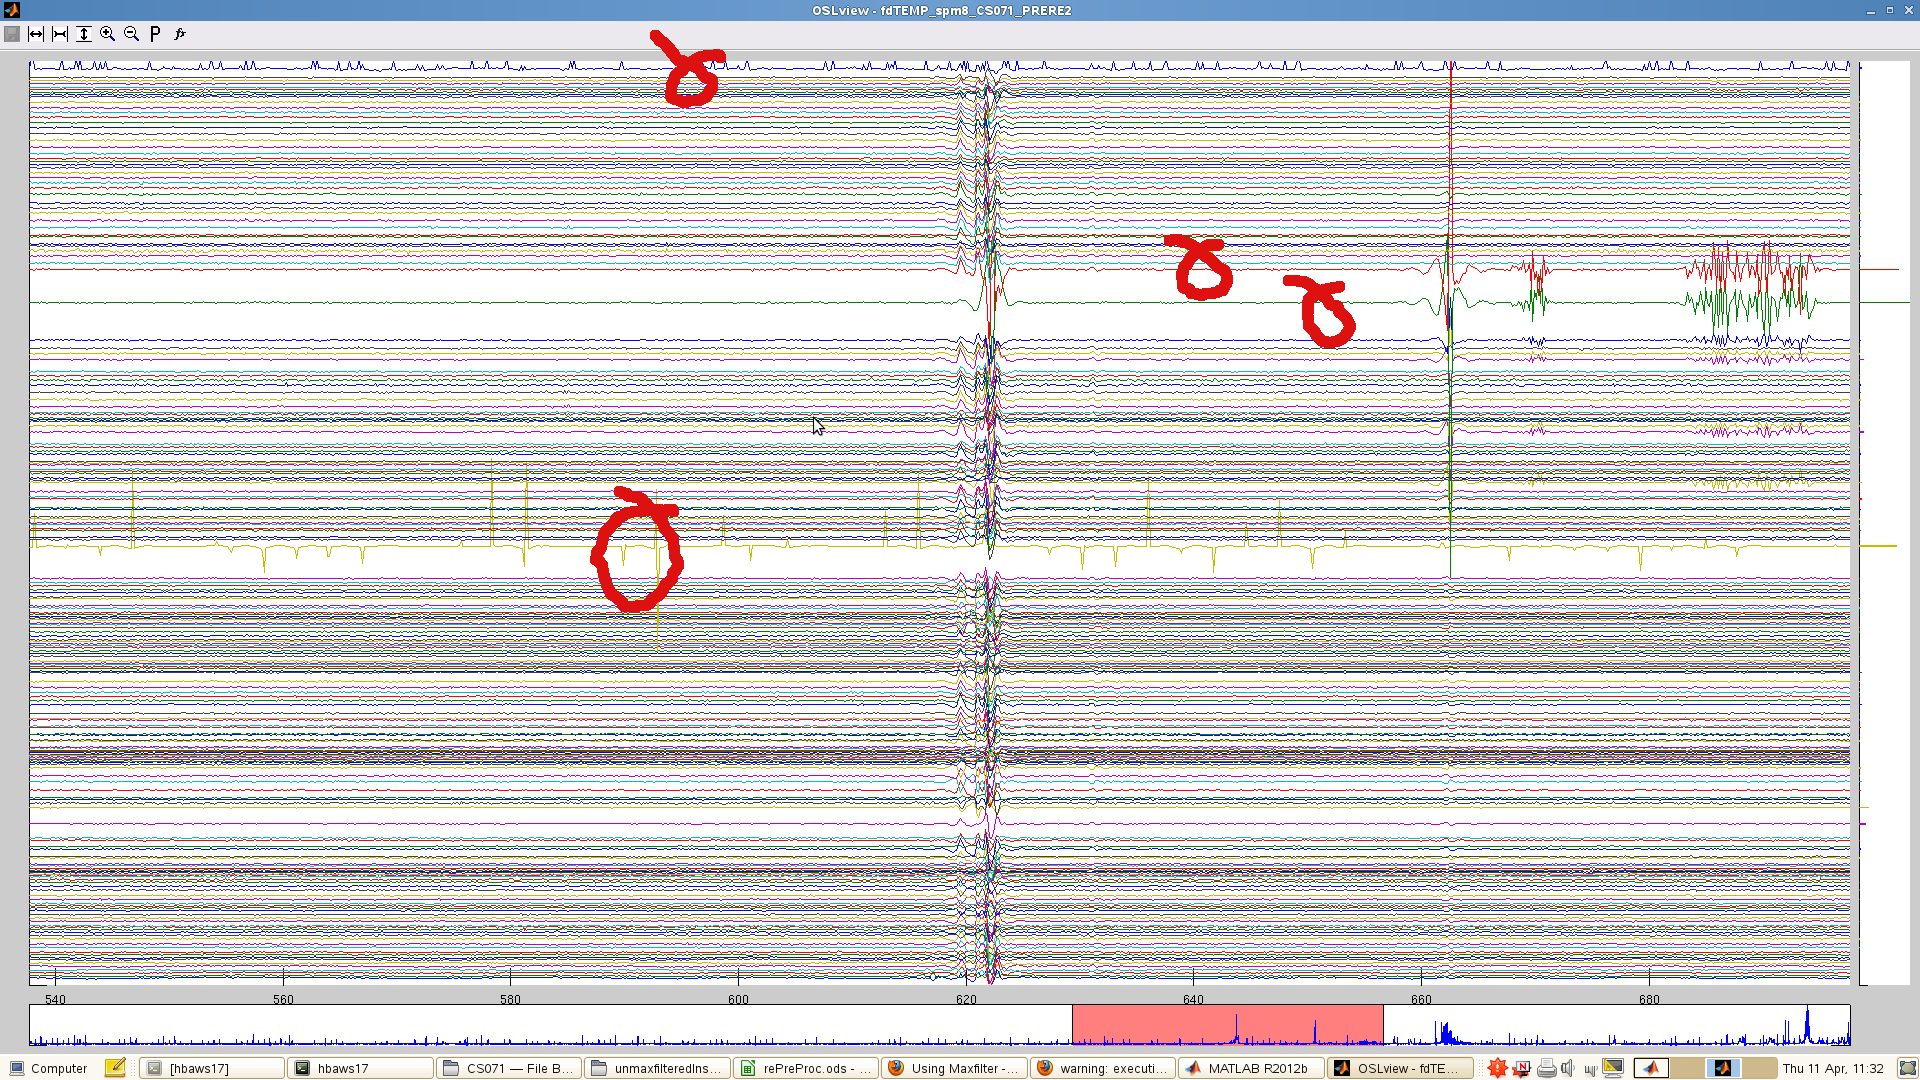 OSLview - fdTEMP_spm8_CS071_PRERE2
P fx
540 560 580 600 620 640 660 680
Computer [hbaws17] hbaws17 CS071 — File B... unmaxfilteredIns... rePreProc.ods - ... Using Maxfilter -... warning: executi... MATLAB R2012b OSLview - fdTE... Thu 11 Apr, 11:32